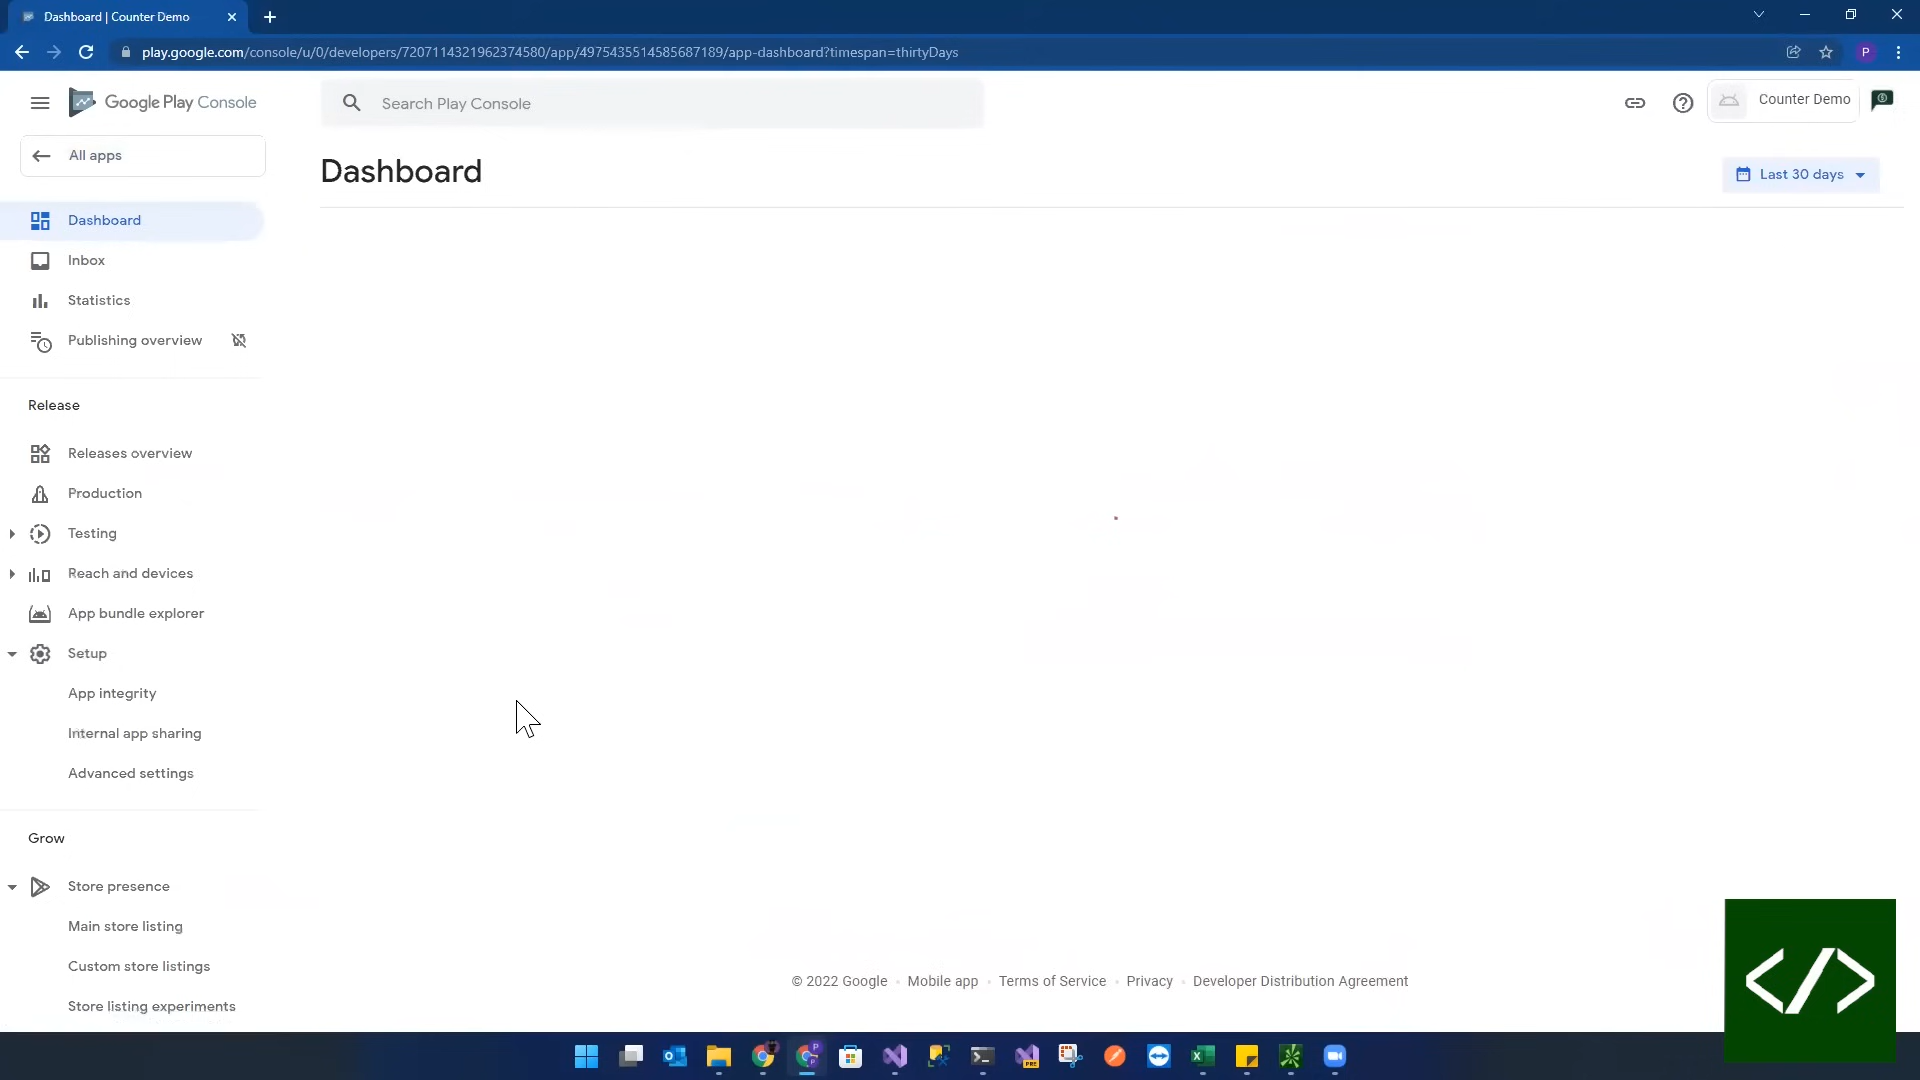 Dashboard | Counter Demo
play.google.com/console/u/0/developers/7207114321962374580/app/4975435514585687189/app-dashboard?timespan=thirtyDays
P
Google Play Console
Search Play Console
Counter Demo
All apps
Dashboard
Last 30 days
Dashboard
Inbox
Statistics
Publishing overview
Release
Releases overview
Production
Testing
Reach and devices
App bundle explorer
Setup
App integrity
Internal app sharing
Advanced settings
Grow
Store presence
Main store listing
Custom store listings
Store listing experiments
© 2022 Google • Mobile app • Terms of Service • Privacy • Developer Distribution Agreement
</>